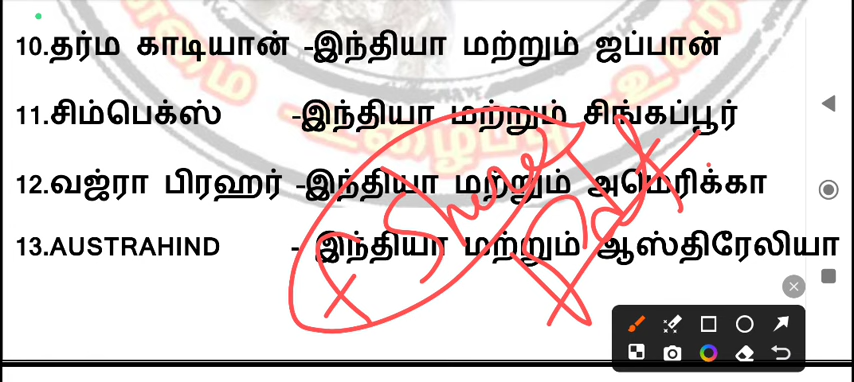 10.தர்ம காடியான் -இந்தியா மற்றும் ஜப்பான்
11.சிம்பெக்ஸ் -இந்தியா மற்றும் சிங்கப்பூர்
12.வஜ்ரா பிரஹர் -இந்தியா மற்றும் அமெரிக்கா
13.AUSTRAHIND - இந்தியா மற்றும் ஆஸ்திரேலியா